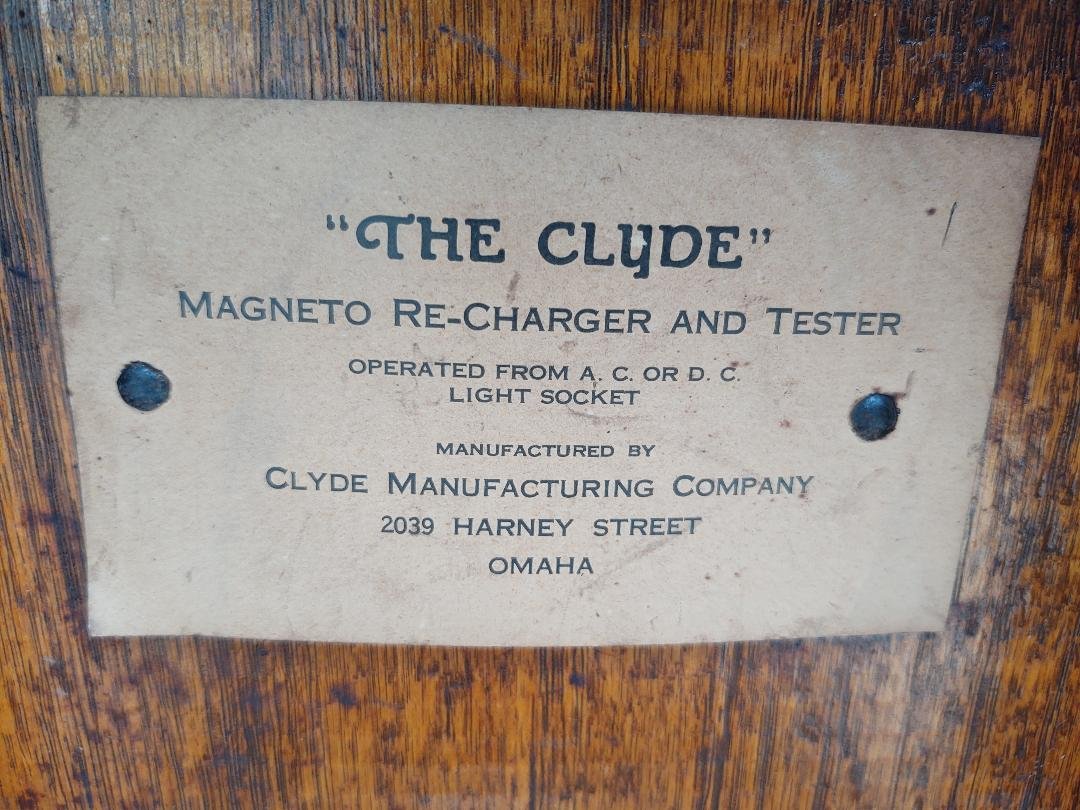 "THE CLYDE"
MAGNETO RE-CHARGER AND TESTER
OPERATED FROM A. C. OR D. C.
LIGHT SOCKET
MANUFACTURED BY
CLYDE MANUFACTURING COMPANY
2039 HARNEY STREET
OMAHA